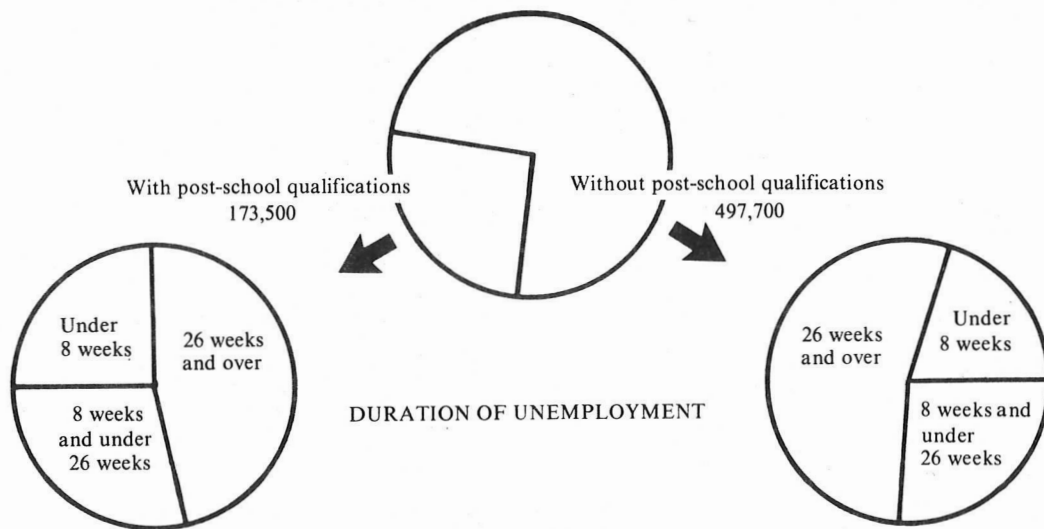 With post-school qualifications
173,500
Without post-school qualifications
497,700
Under
8 weeks
26 weeks
and over
8 weeks
and under
26 weeks
DURATION OF UNEMPLOYMENT
26 weeks
and over
Under
8 weeks
8 weeks and
under
26 weeks